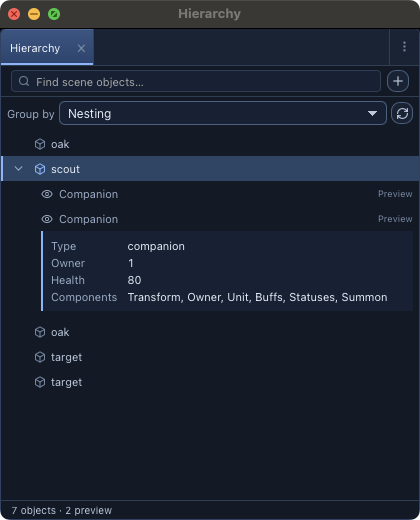 Hierarchy
Hierarchy
Find scene objects...
Group by Nesting
oak
scout
Companion Preview
Companion Preview
Type companion
Owner 1
Health 80
Components Transform, Owner, Unit, Buffs, Statuses, Summon
oak
target
target
7 objects · 2 preview